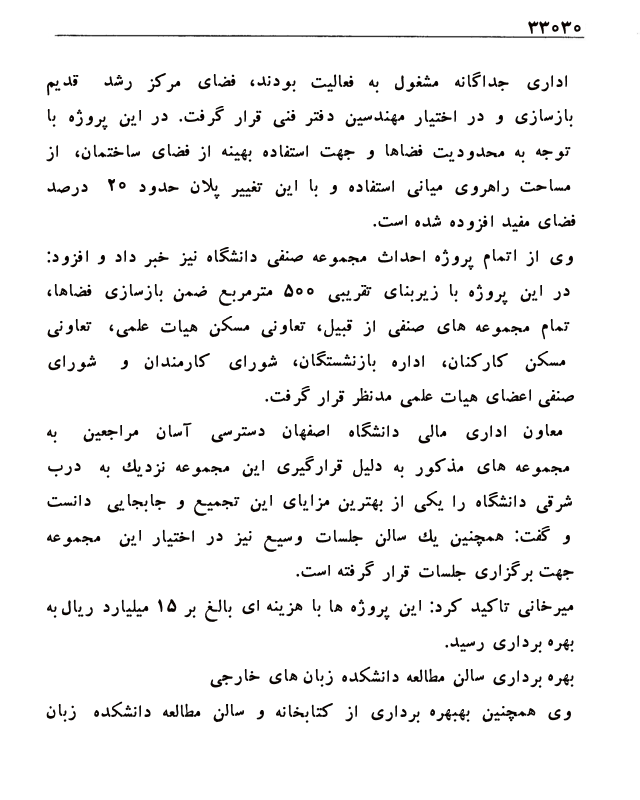 ۳۳۰۳۰
اداری جداگانه مشغول به فعالیت بودند، فضای مرکز رشد قدیم
بازسازی و در اختیار مهندسین دفتر فنی قرار گرفت. در این پروژه با
توجه به محدودیت فضاها و جهت استفاده بهینه از فضای ساختمان، از
مساحت راهروی میانی استفاده و با این تغییر پلان حدود ۲۰ درصد
فضای مفید افزوده شده است.
وی از اتمام پروژه احداث مجموعه صنفی دانشگاه نیز خبر داد و افزود:
در این پروژه با زیربنای تقریبی ۵۰۰ مترمربع ضمن بازسازی فضاها،
تمام مجموعه های صنفی از قبیل، تعاونی مسکن هیات علمی، تعاونی
مسکن کارکنان، اداره بازنشستگان، شورای کارمندان و شورای
صنفی اعضای هیات علمی مدنظر قرار گرفت.
معاون اداری مالی دانشگاه اصفهان دسترسی آسان مراجعین به
مجموعه های مذکور به دلیل قرارگیری این مجموعه نزدیك به درب
شرقی دانشگاه را یکی از بهترین مزایای این تجمیع و جابجایی دانست
و گفت: همچنین یك سالن جلسات وسیع نیز در اختیار این مجموعه
جهت برگزاری جلسات قرار گرفته است.
میرخانی تاکید کرد: این پروژه ها با هزینه ای بالغ بر ۱۵ میلیارد ریال به
بهره برداری رسید.
بهره برداری سالن مطالعه دانشکده زبان های خارجی
وی همچنین بهبهره برداری از کتابخانه و سالن مطالعه دانشکده زبان